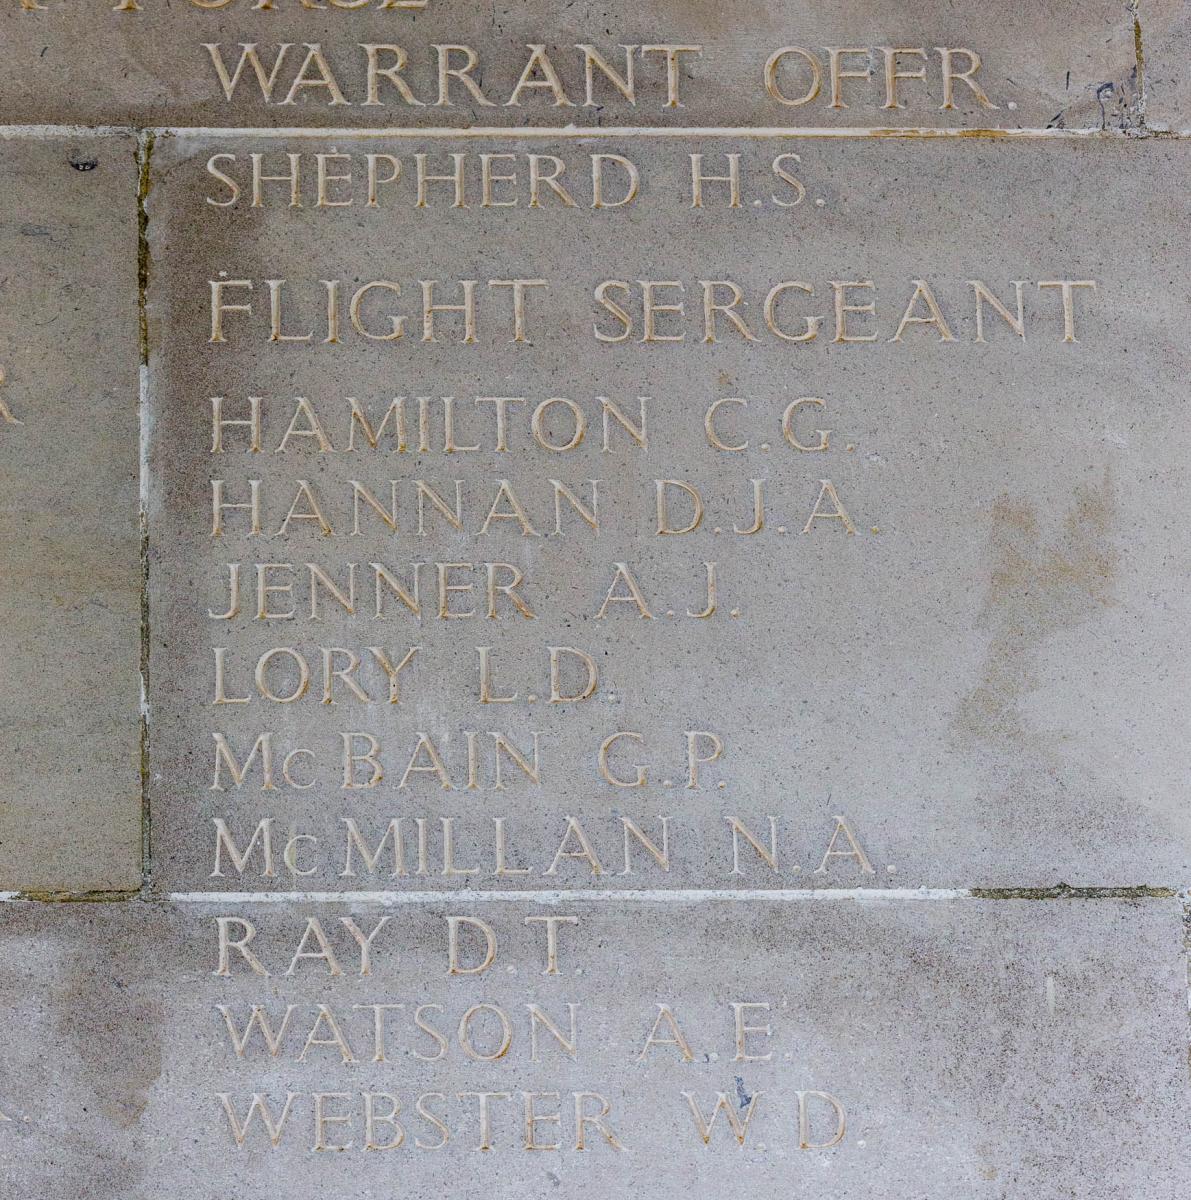 WARRANT OFFR.
SHEPHERD H.S.
FLIGHT SERGEANT
HAMILTON C.G.
HANNAN D.J.A.
JENNER A.J.
LORY L.D.
McBAIN G.P.
McMILLAN N.A.
RAY D.T.
WATSON A.E.
WEBSTER W.D.